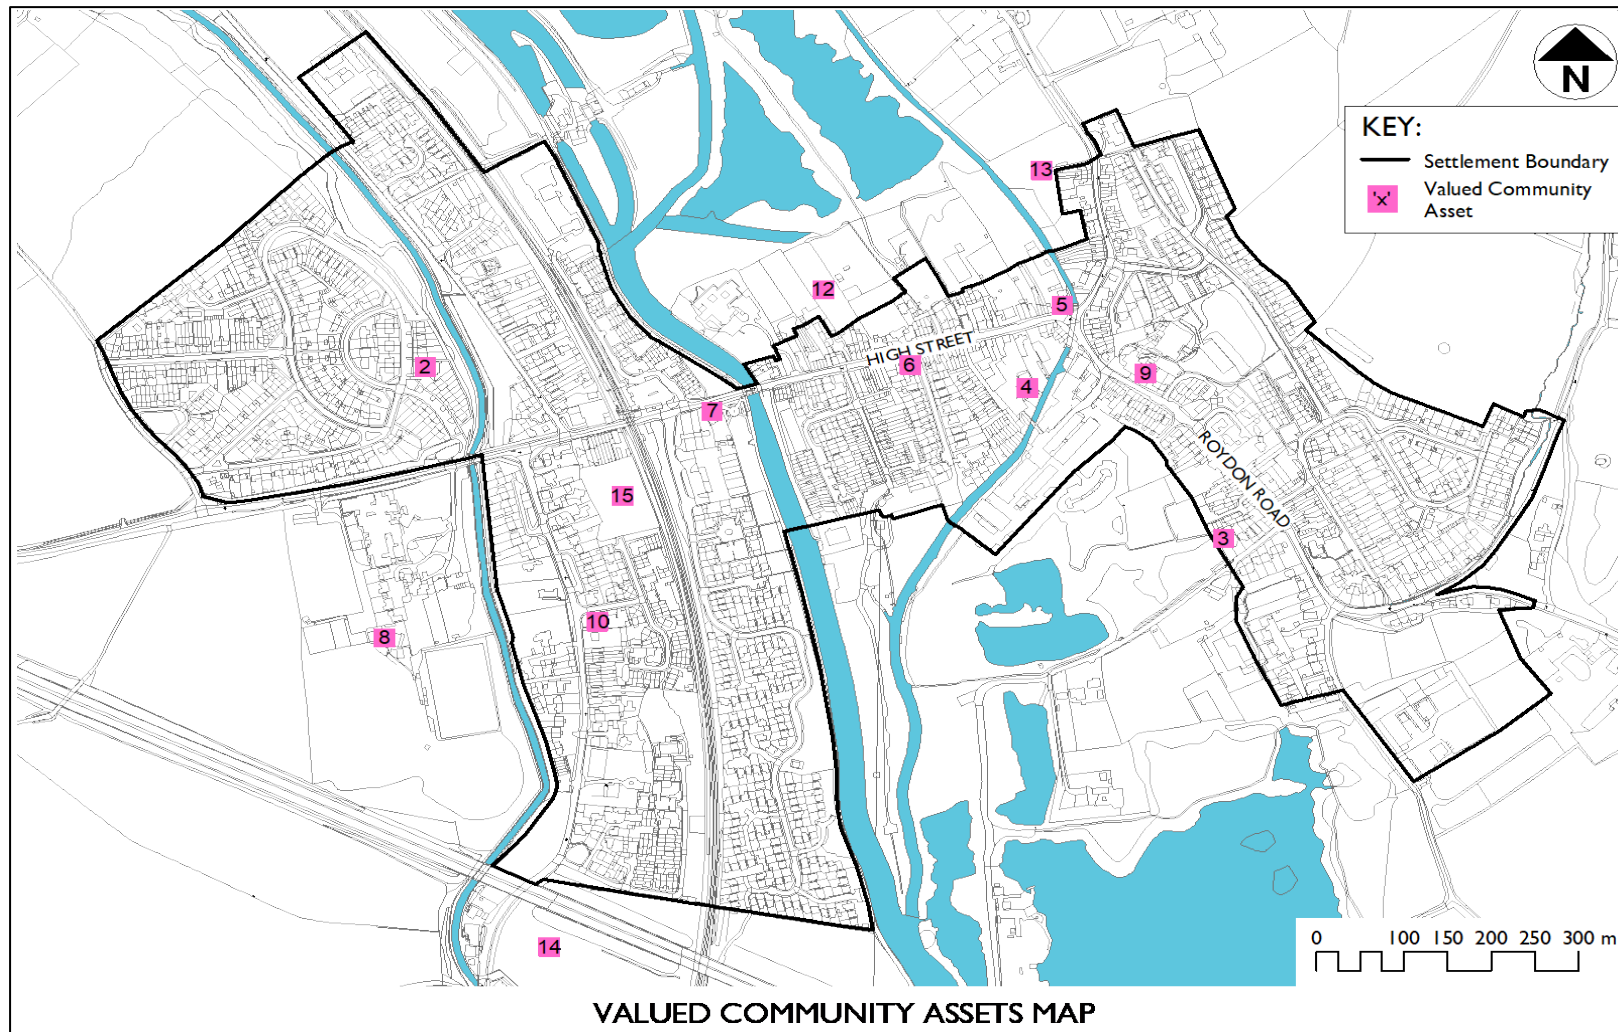 N
KEY:
Settlement Boundary
'x'
Valued Community
Asset
13
12
5
HIGH STREET
6
2
9
4
7
ROYDON ROAD
15
3
10
8
14
0 100 150 200 250 300 m
VALUED COMMUNITY ASSETS MAP